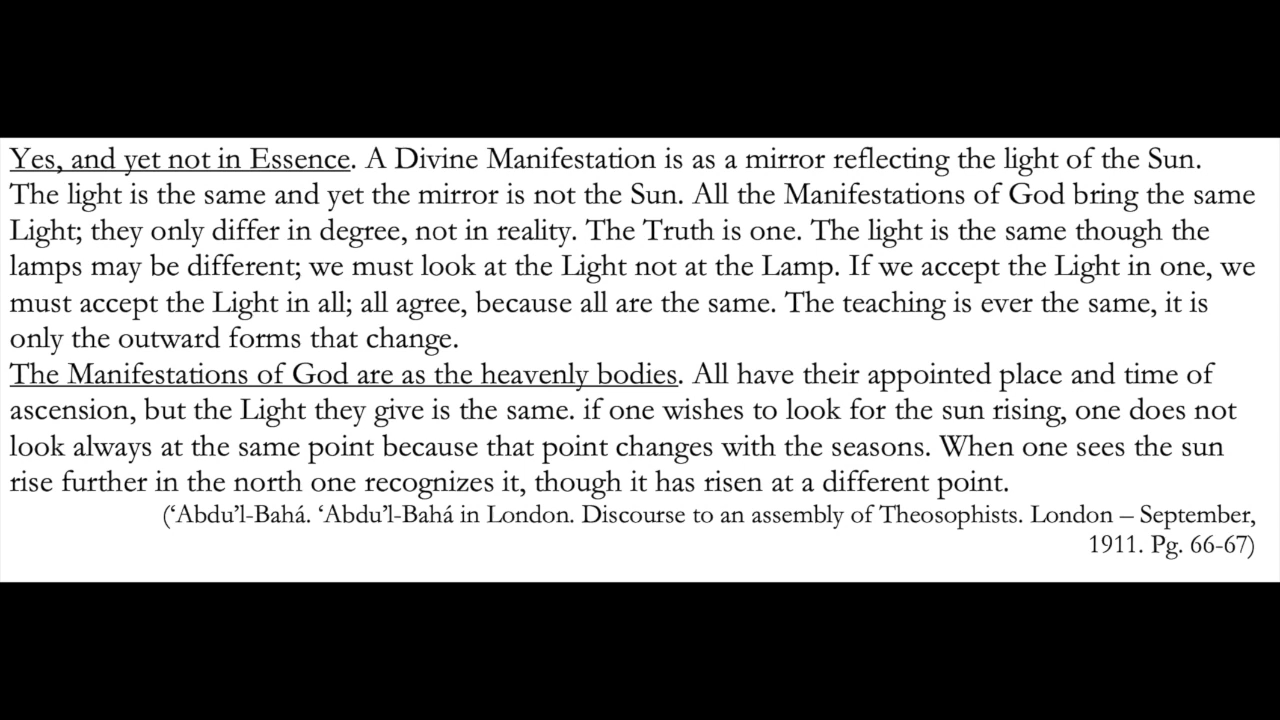 Yes, and yet not in Essence. A Divine Manifestation is as a mirror reflecting the light of the Sun.
The light is the same and yet the mirror is not the Sun. All the Manifestations of God bring the same
Light; they only differ in degree, not in reality. The Truth is one. The light is the same though the
lamps may be different; we must look at the Light not at the Lamp. If we accept the Light in one, we
must accept the Light in all; all agree, because all are the same. The teaching is ever the same, it is
only the outward forms that change.
The Manifestations of God are as the heavenly bodies. All have their appointed place and time of
ascension, but the Light they give is the same. if one wishes to look for the sun rising, one does not
look always at the same point because that point changes with the seasons. When one sees the sun
rise further in the north one recognizes it, though it has risen at a different point.
(‘Abdu’l-Bahá. ‘Abdu’l-Bahá in London. Discourse to an assembly of Theosophists. London – September,
1911. Pg. 66-67)